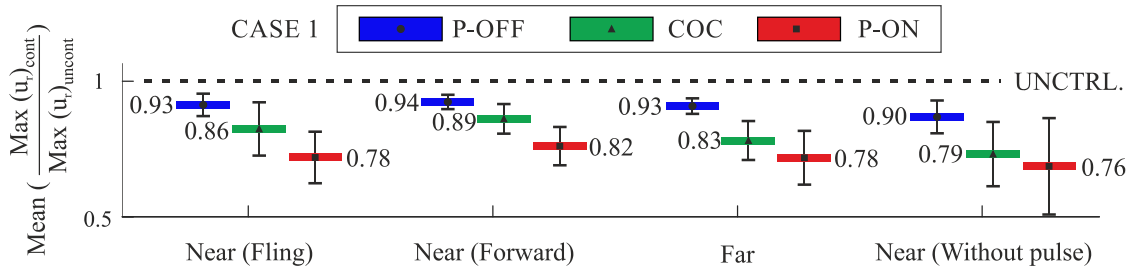 CASE 1 P-OFF COC P-ON
Mean ( Max (u_r)_cont / Max (u_r)_uncont )
1
UNCTRL.
0.93 0.94 0.93 0.90
0.86 0.89 0.83 0.79
0.78 0.82 0.78 0.76
0.5
Near (Fling) Near (Forward) Far Near (Without pulse)